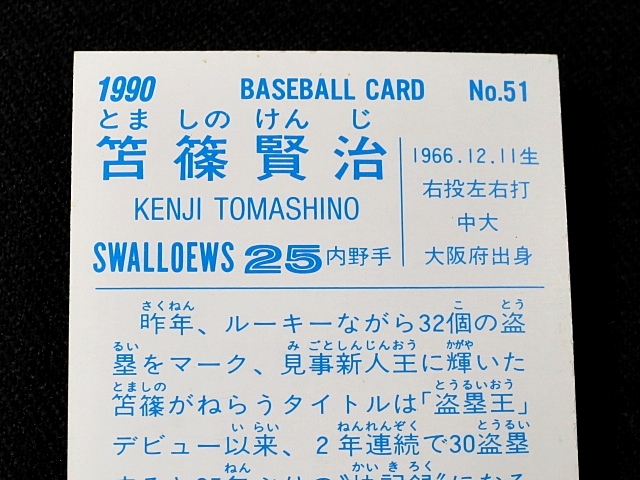 1990 BASEBALL CARD No.51
とま しの けん じ
笘篠賢治
KENJI TOMASHINO
SWALLOEWS 25 内野手
1966.12.11生
右投左右打
中大
大阪府出身
さくねん こ とう
昨年、ルーキーながら32個の盗
るい みごとしんじんおう かがや
塁をマーク、見事新人王に輝いた
とましの とうるいおう
笘篠がねらうタイトルは「盗塁王」
いらい ねんれんぞく とうるい
デビュー以来、2年連続で30盗塁
ねん かいきろく